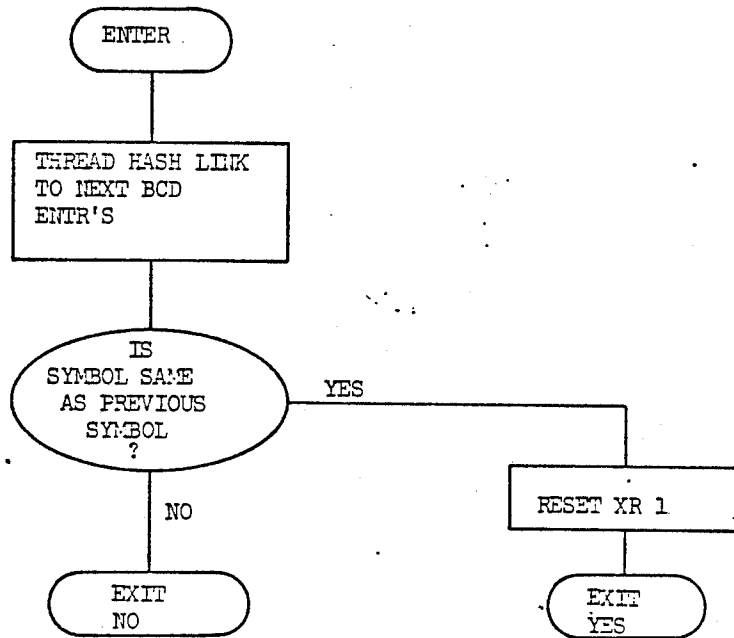 ENTER
THREAD HASH LINK
TO NEXT BCD
ENTR'S
IS
SYMBOL SAME
AS PREVIOUS
SYMBOL
?
YES
NO
RESET XR 1
EXIT
NO
EXIT
YES